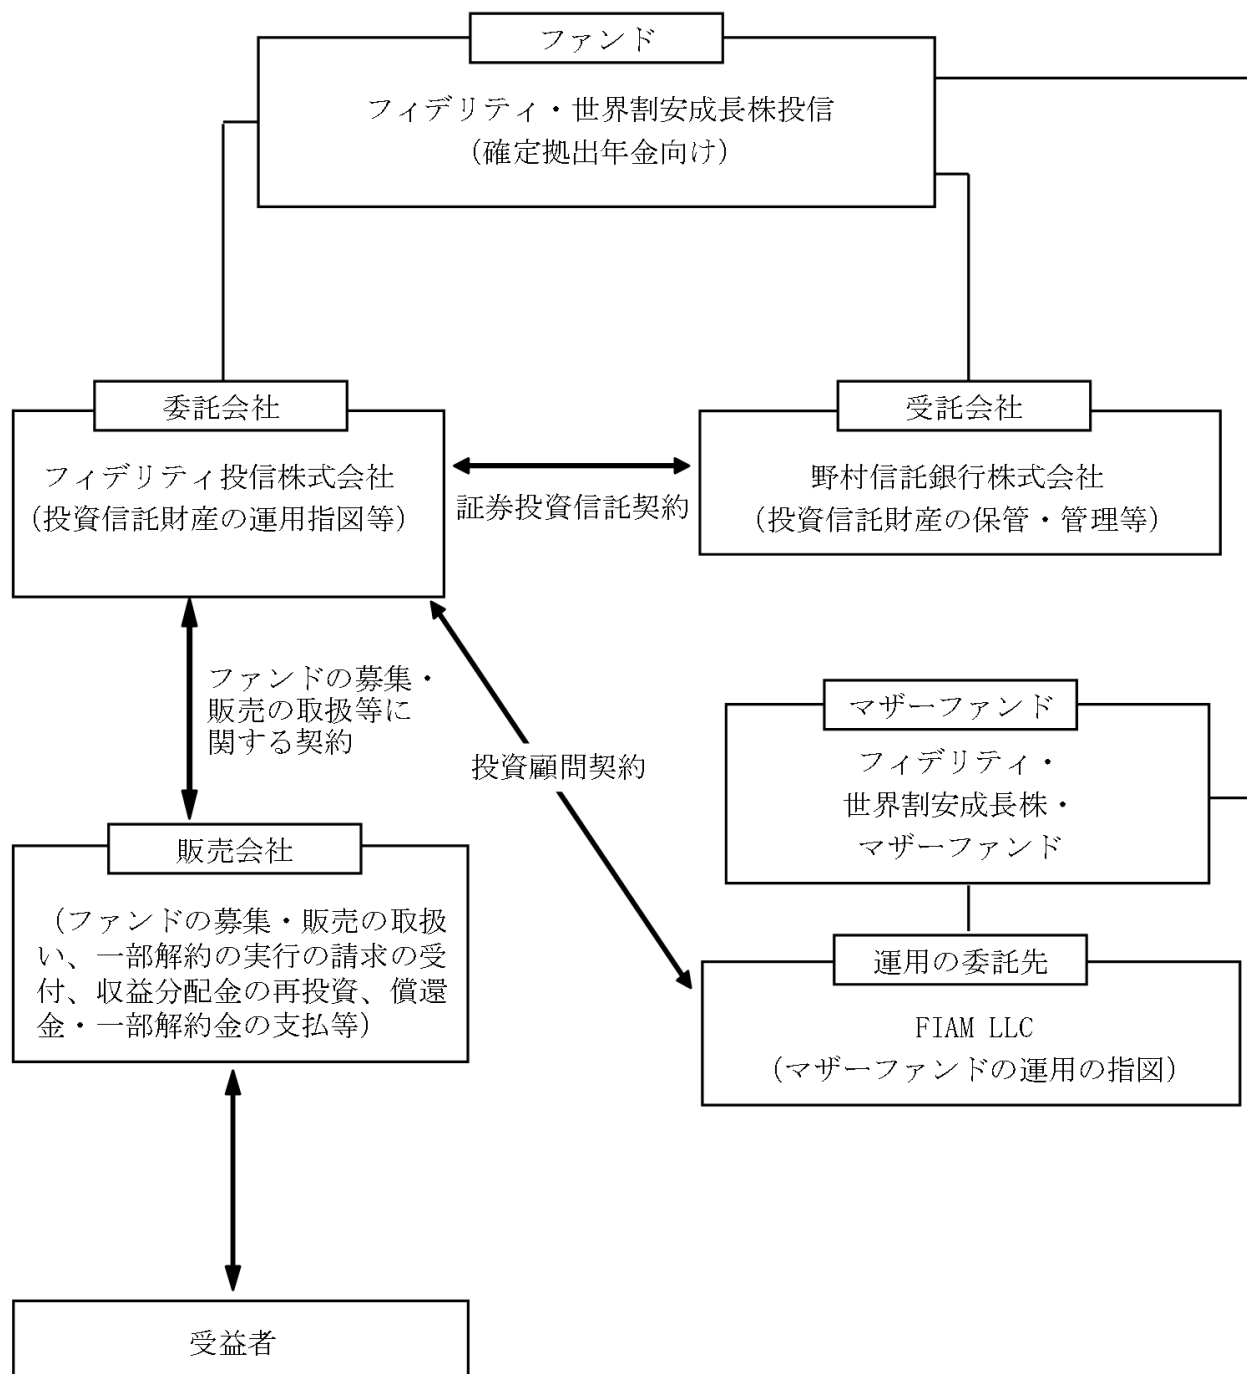 ファンド
フィデリティ・世界割安成長株投信
（確定拠出年金向け）
委託会社
フィデリティ投信株式会社
（投資信託財産の運用指図等）
証券投資信託契約
受託会社
野村信託銀行株式会社
（投資信託財産の保管・管理等）
ファンドの募集・
販売の取扱等に
関する契約
投資顧問契約
マザーファンド
フィデリティ・
世界割安成長株・
マザーファンド
販売会社
（ファンドの募集・販売の取扱
い、一部解約の実行の請求の受
付、収益分配金の再投資、償還
金・一部解約金の支払等）
運用の委託先
FIAM LLC
（マザーファンドの運用の指図）
受益者